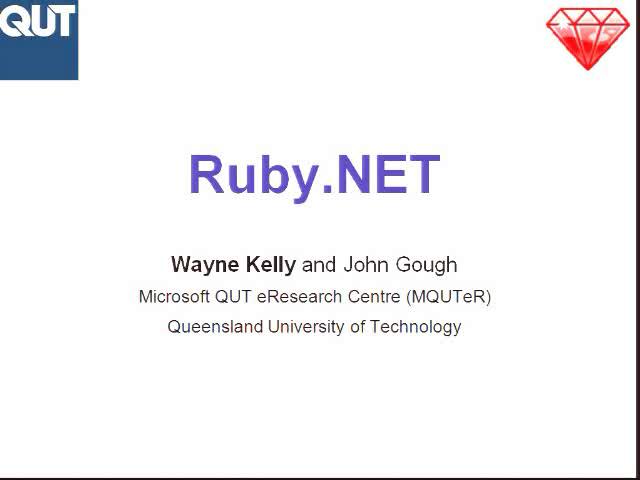 QUT
Ruby.NET
Wayne Kelly and John Gough
Microsoft QUT eResearch Centre (MQUTeR)
Queensland University of Technology